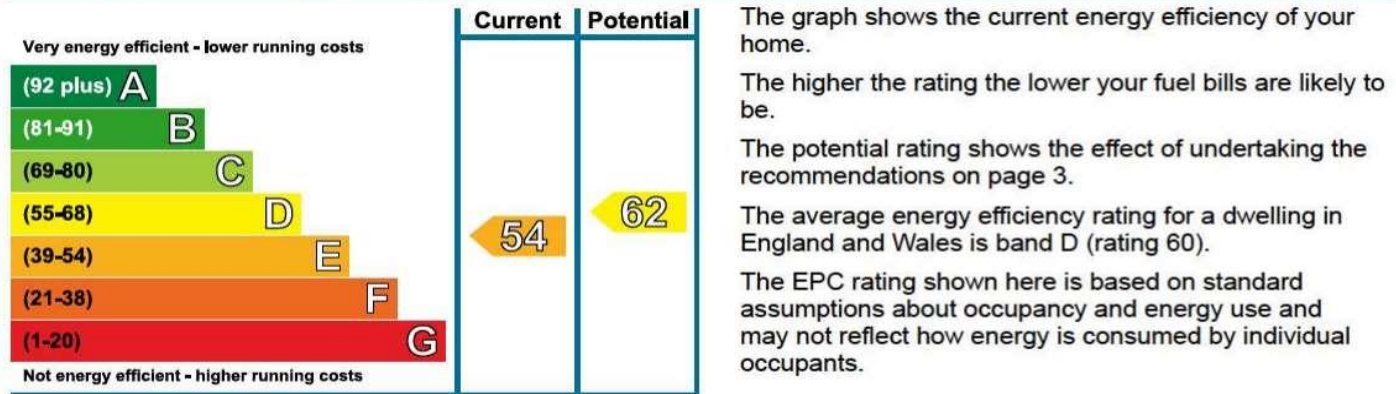 Current Potential
Very energy efficient - lower running costs
(92 plus) A
(81-91) B
(69-80) C
(55-68) D
(39-54) E
(21-38) F
(1-20) G
Not energy efficient - higher running costs
54
62
The graph shows the current energy efficiency of your
home.
The higher the rating the lower your fuel bills are likely to
be.
The potential rating shows the effect of undertaking the
recommendations on page 3.
The average energy efficiency rating for a dwelling in
England and Wales is band D (rating 60).
The EPC rating shown here is based on standard
assumptions about occupancy and energy use and
may not reflect how energy is consumed by individual
occupants.